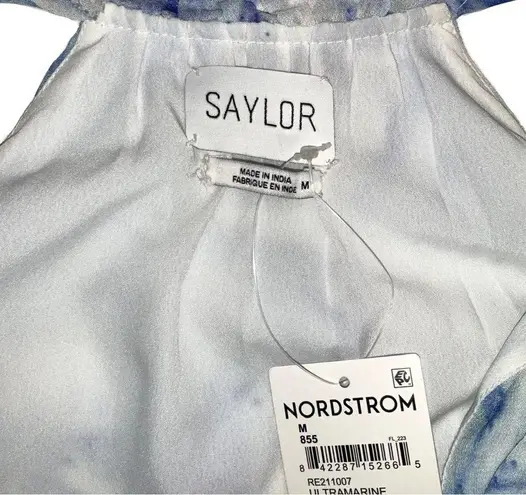 SAYLOR
MADE IN INDIA
FABRIQUE EN INDE
M
NORDSTROM
M
855
FL_223
8 42287 15266 5
RE211007
ULTRAMARINE